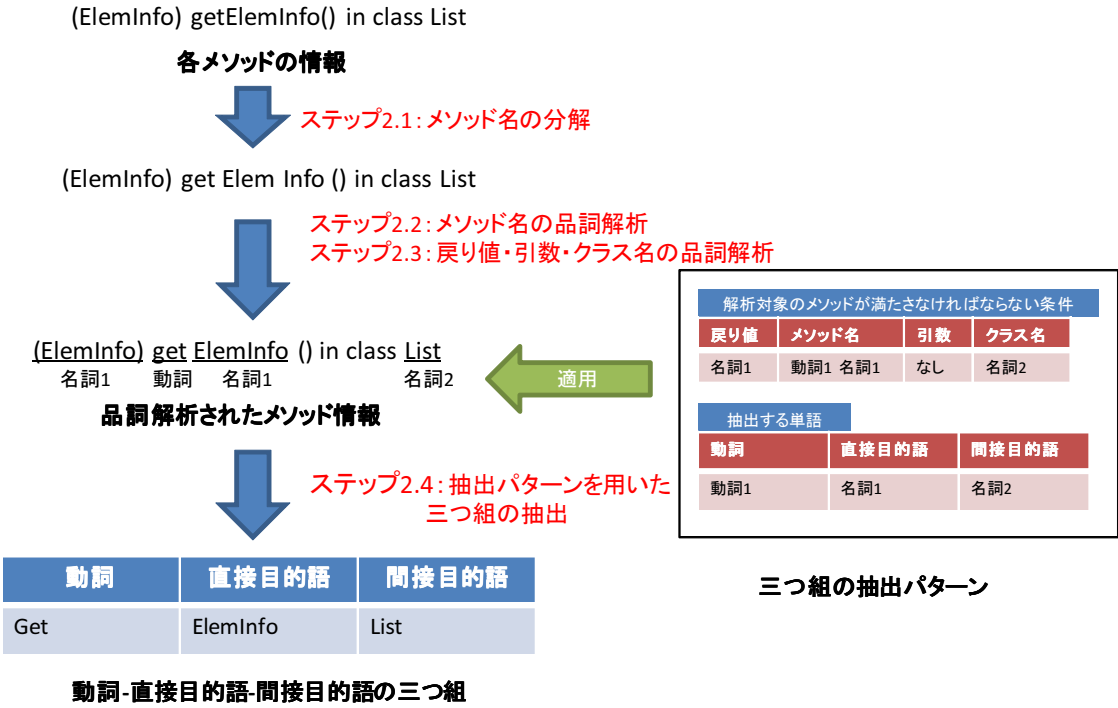 (ElemInfo) getElemInfo() in class List
各メソッドの情報
ステップ2.1：メソッド名の分解
(ElemInfo) get Elem Info () in class List
ステップ2.2：メソッド名の品詞解析
ステップ2.3：戻り値・引数・クラス名の品詞解析
(ElemInfo) get ElemInfo () in class List
名詞1 動詞 名詞1 名詞2
品詞解析されたメソッド情報
適用
解析対象のメソッドが満たさなければならない条件
戻り値 メソッド名 引数 クラス名
名詞1 動詞1 名詞1 なし 名詞2
抽出する単語
動詞 直接目的語 間接目的語
動詞1 名詞1 名詞2
三つ組の抽出パターン
ステップ2.4：抽出パターンを用いた
三つ組の抽出
動詞 直接目的語 間接目的語
Get ElemInfo List
動詞-直接目的語-間接目的語の三つ組